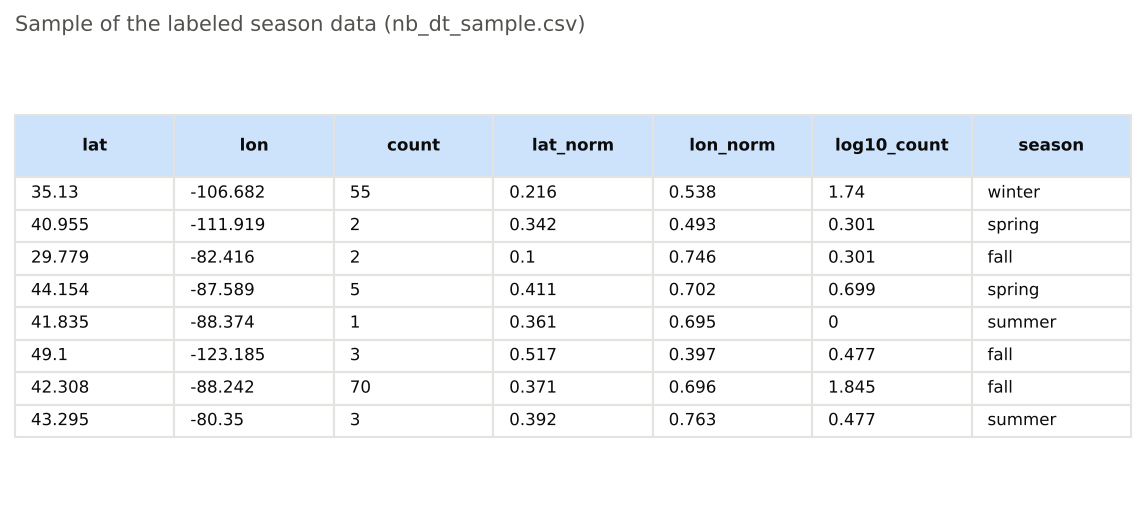 Sample of the labeled season data (nb_dt_sample.csv)
lat lon count lat_norm lon_norm log10_count season
35.13 -106.682 55 0.216 0.538 1.74 winter
40.955 -111.919 2 0.342 0.493 0.301 spring
29.779 -82.416 2 0.1 0.746 0.301 fall
44.154 -87.589 5 0.411 0.702 0.699 spring
41.835 -88.374 1 0.361 0.695 0 summer
49.1 -123.185 3 0.517 0.397 0.477 fall
42.308 -88.242 70 0.371 0.696 1.845 fall
43.295 -80.35 3 0.392 0.763 0.477 summer